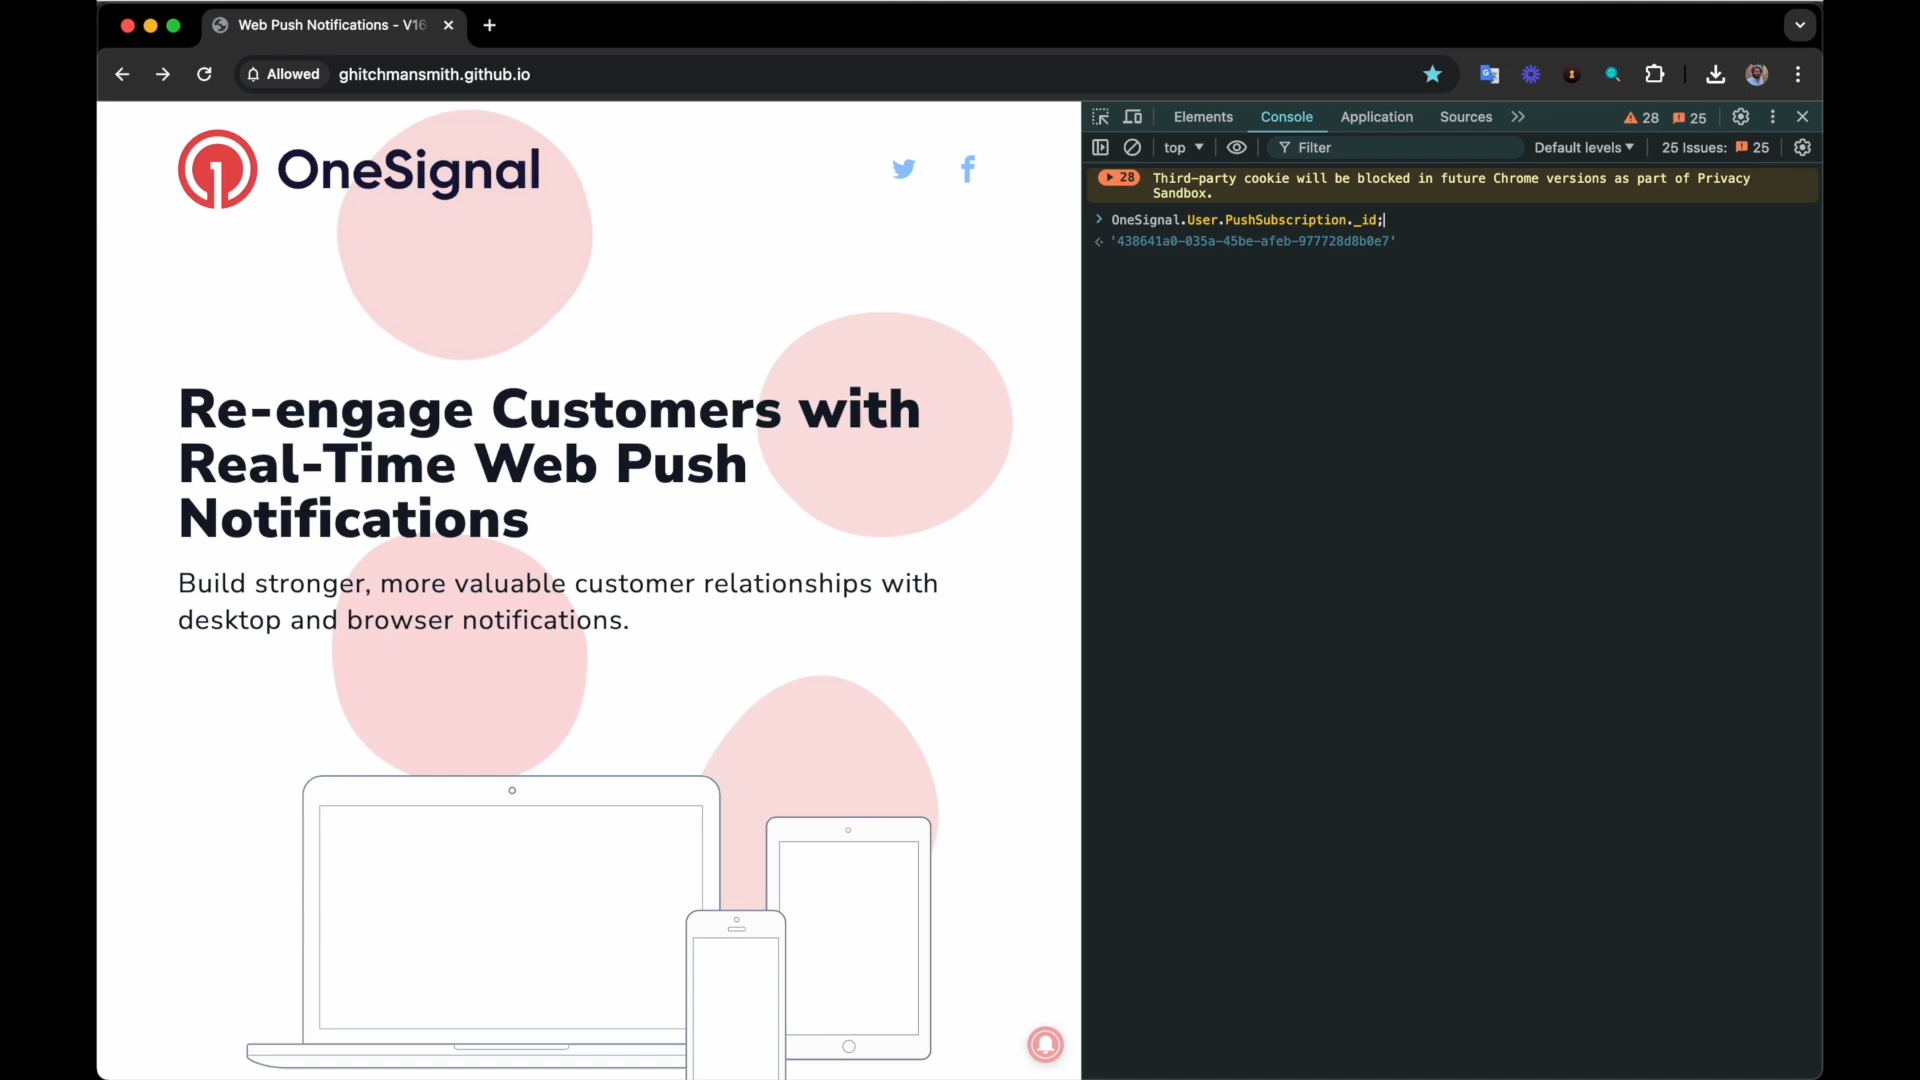 Web Push Notifications - V16
Allowed ghitchmansmith.github.io
Elements Console Application Sources 28 25
top Filter Default levels 25 Issues: 25
28 Third-party cookie will be blocked in future Chrome versions as part of Privacy
Sandbox.
> OneSignal.User.PushSubscription._id;
'438641a0-035a-45be-afeb-977728d8b0e7'
OneSignal
Re-engage Customers with
Real-Time Web Push
Notifications
Build stronger, more valuable customer relationships with
desktop and browser notifications.